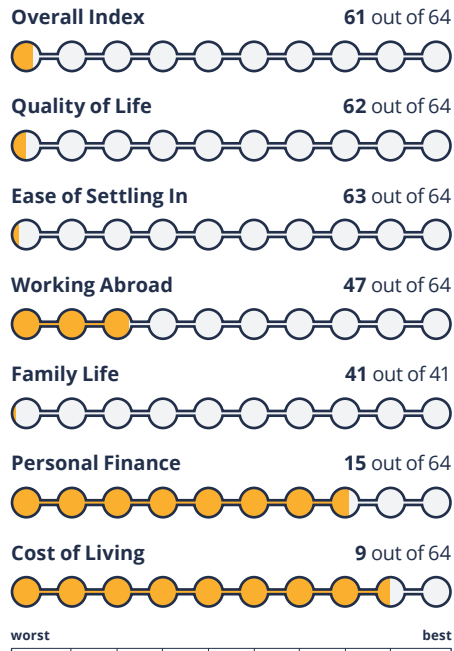 Overall Index 61 out of 64
Quality of Life 62 out of 64
Ease of Settling In 63 out of 64
Working Abroad 47 out of 64
Family Life 41 out of 41
Personal Finance 15 out of 64
Cost of Living 9 out of 64
worst best